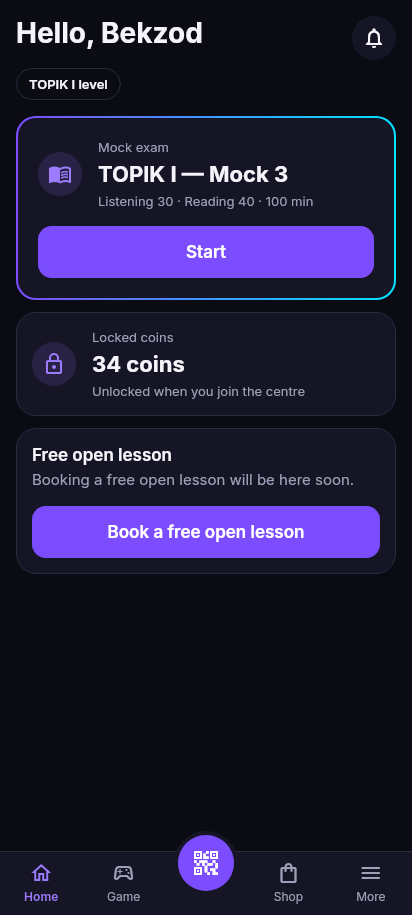 Hello, Bekzod
TOPIK I level
Mock exam
TOPIK I — Mock 3
Listening 30 · Reading 40 · 100 min
Start
Locked coins
34 coins
Unlocked when you join the centre
Free open lesson
Booking a free open lesson will be here soon.
Book a free open lesson
Home
Game
Shop
More